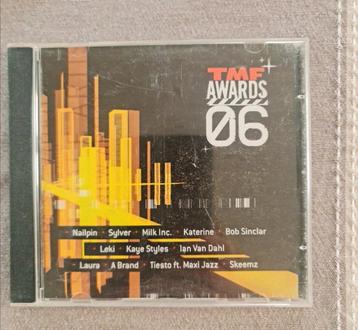 TMF
AWARDS
06
Nailpin · Sylver · Milk Inc. · Katerine · Bob Sinclar
Leki · Kaye Styles · Ian Van Dahl
Laura · A Brand · Tiesto ft. Maxi Jazz · Skeemz